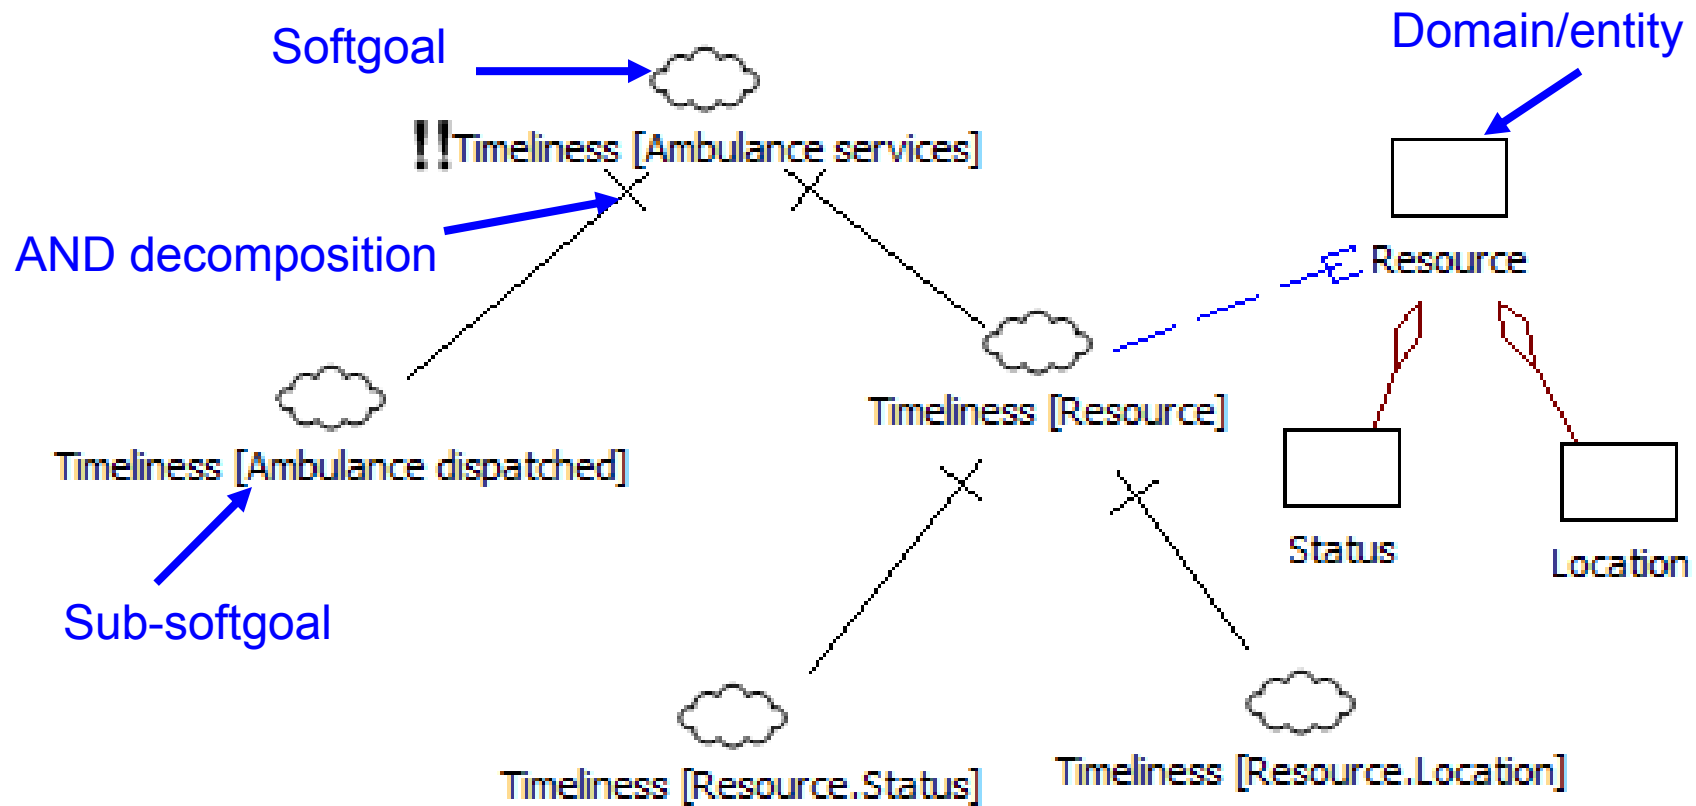 Softgoal
Domain/entity
!!Timeliness [Ambulance services]
AND decomposition
Resource
Timeliness [Resource]
Timeliness [Ambulance dispatched]
Status
Location
Sub-softgoal
Timeliness [Resource.Status]
Timeliness [Resource.Location]